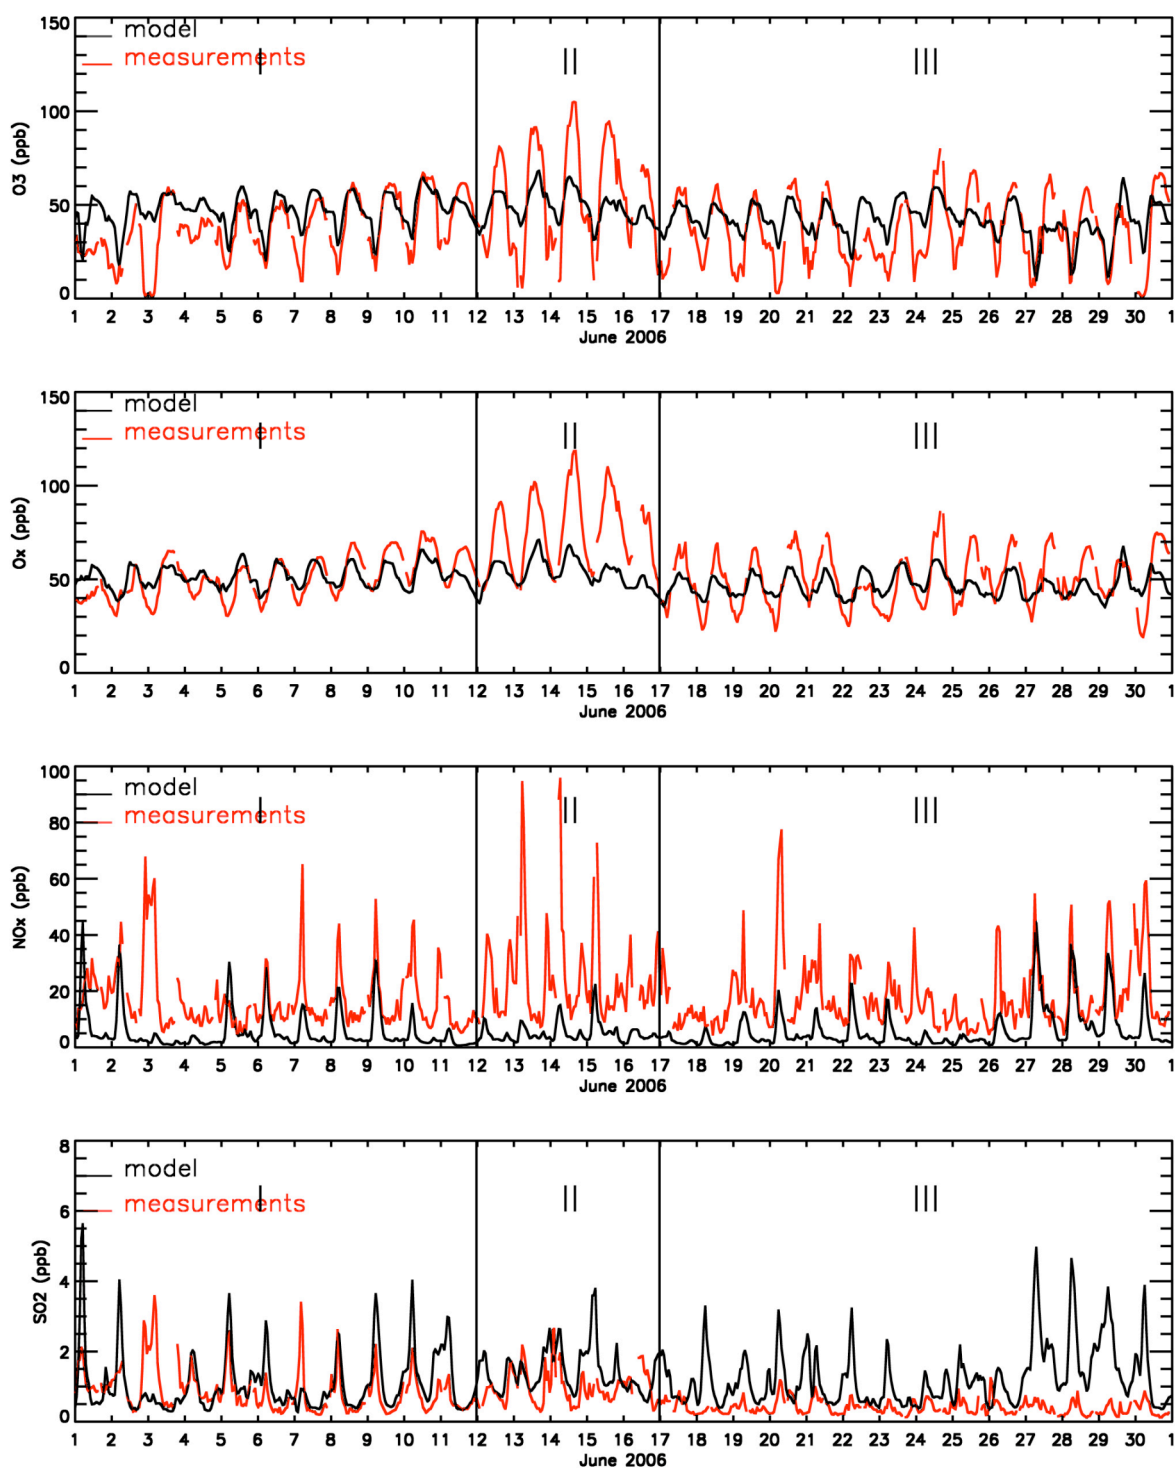 150
model
measurements
I
II
III
100
50
0
O3 (ppb)
1 2 3 4 5 6 7 8 9 10 11 12 13 14 15 16 17 18 19 20 21 22 23 24 25 26 27 28 29 30 1
June 2006
150
model
measurements
I
II
III
100
50
0
Ox (ppb)
1 2 3 4 5 6 7 8 9 10 11 12 13 14 15 16 17 18 19 20 21 22 23 24 25 26 27 28 29 30 1
June 2006
100
model
measurements
I
II
III
80
60
40
20
0
NOx (ppb)
1 2 3 4 5 6 7 8 9 10 11 12 13 14 15 16 17 18 19 20 21 22 23 24 25 26 27 28 29 30 1
June 2006
8
model
measurements
I
II
III
6
4
2
0
SO2 (ppb)
1 2 3 4 5 6 7 8 9 10 11 12 13 14 15 16 17 18 19 20 21 22 23 24 25 26 27 28 29 30 1
June 2006